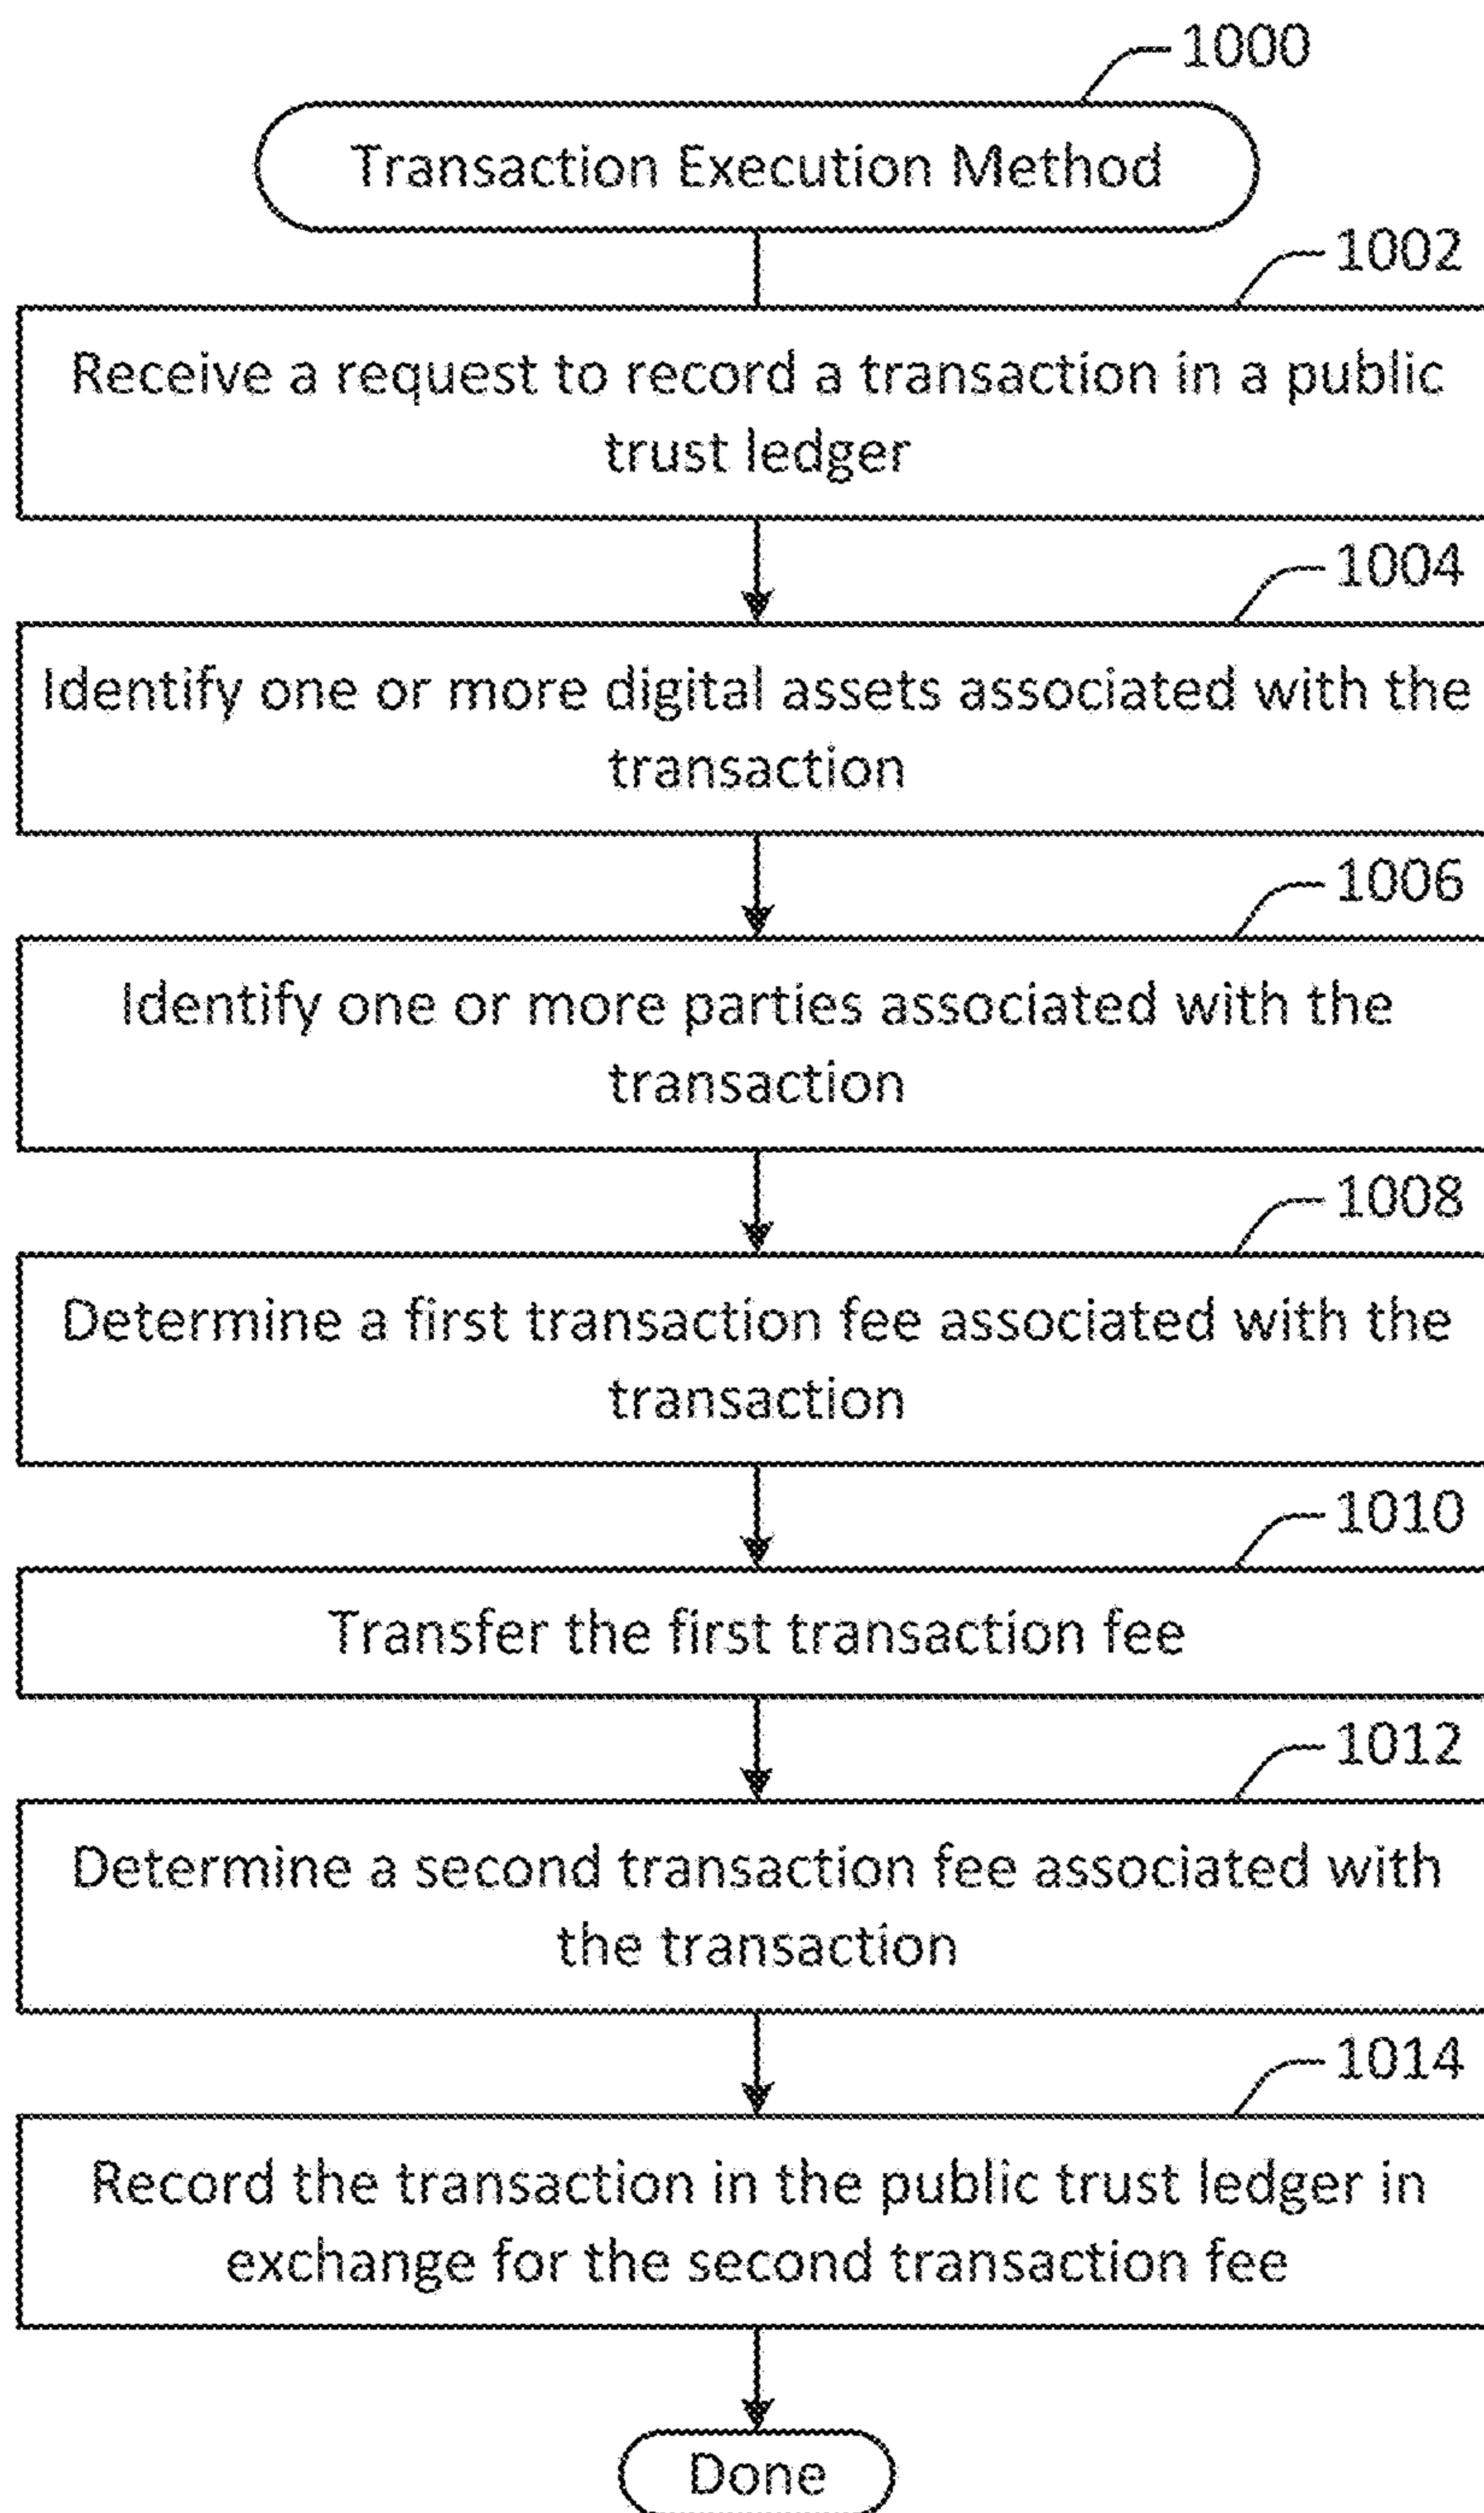 1000
Transaction Execution Method
1002
Receive a request to record a transaction in a public
trust ledger
1004
Identify one or more digital assets associated with the
transaction
1006
Identify one or more parties associated with the
transaction
1008
Determine a first transaction fee associated with the
transaction
1010
Transfer the first transaction fee
1012
Determine a second transaction fee associated with
the transaction
1014
Record the transaction in the public trust ledger in
exchange for the second transaction fee
Done